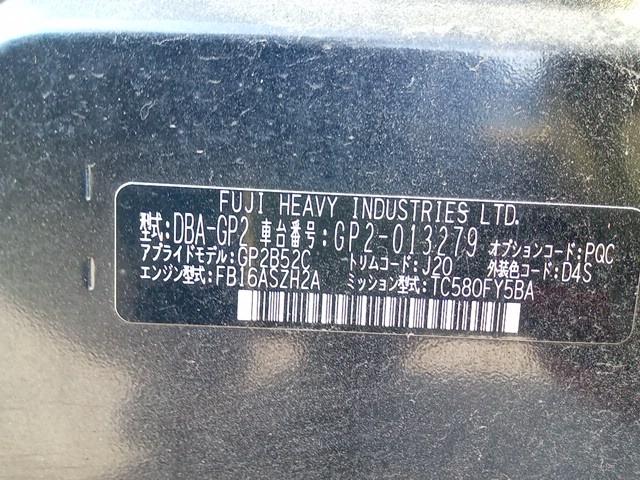 FUJI HEAVY INDUSTRIES LTD.
型式:DBA-GP2 車台番号:GP2-013279 オプションコード:PQC
アプライドモデル:GP2B52C トリムコード:J20 外装色コード:D4S
エンジン型式:FB16ASZH2A ミッション型式:TC580FY5BA